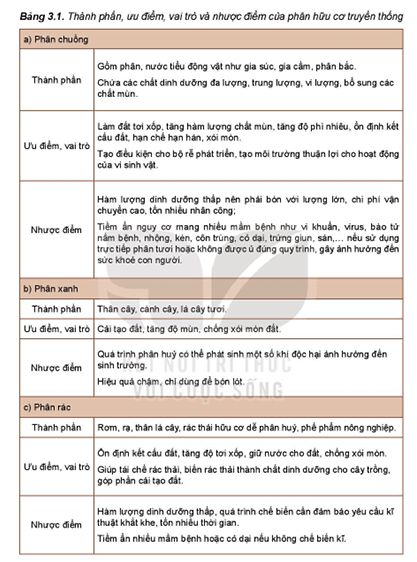 Bảng 3.1. Thành phần, ưu điểm, vai trò và nhược điểm của phân hữu cơ truyền thống
a) Phân chuồng
Thành phần
Gồm phân, nước tiểu động vật như gia súc, gia cầm, phân bắc.
Chứa các chất dinh dưỡng đa lượng, trung lượng, vi lượng, bổ sung các
chất mùn.
Ưu điểm, vai trò
Làm đất tơi xốp, tăng hàm lượng chất mùn, tăng độ phì nhiêu, ổn định kết
cấu đất, hạn chế hạn hán, xói mòn.
Tạo điều kiện cho bộ rễ phát triển, tạo môi trường thuận lợi cho hoạt động
của vi sinh vật.
Nhược điểm
Hàm lượng dinh dưỡng thấp nên phải bón với lượng lớn, chi phí vận
chuyển cao, tốn nhiều nhân công;
Tiềm ẩn nguy cơ mang nhiều mầm bệnh như vi khuẩn, virus, bào tử
nấm bệnh, nhộng, kén, côn trùng, cỏ dại, trứng giun, sán,... nếu sử dụng
trực tiếp phân tươi hoặc không được ủ đúng quy trình, gây ảnh hưởng đến
sức khoẻ con người.
b) Phân xanh
Thành phần
Thân cây, cành cây, lá cây tươi.
Ưu điểm, vai trò
Cải tạo đất, tăng độ mùn, chống xói mòn đất.
Nhược điểm
Quá trình phân huỷ có thể phát sinh một số khí độc hại ảnh hưởng đến
sinh trưởng.
Hiệu quả chậm, chỉ dùng để bón lót.
KẾT NỐI TRI THỨC
VỚI CUỘC SỐNG
c) Phân rác
Thành phần
Rơm, rạ, thân lá cây, rác thải hữu cơ dễ phân huỷ, phế phẩm nông nghiệp.
Ưu điểm, vai trò
Ổn định kết cấu đất, tăng độ tơi xốp, giữ nước cho đất, chống xói mòn.
Giúp tái chế rác thải, biến rác thải thành chất dinh dưỡng cho cây trồng,
góp phần cải tạo đất.
Nhược điểm
Hàm lượng dinh dưỡng thấp, quá trình chế biến cần đảm bảo yêu cầu kĩ
thuật khắt khe, tốn nhiều thời gian.
Tiềm ẩn nhiều mầm bệnh hoặc cỏ dại nếu không chế biến kĩ.